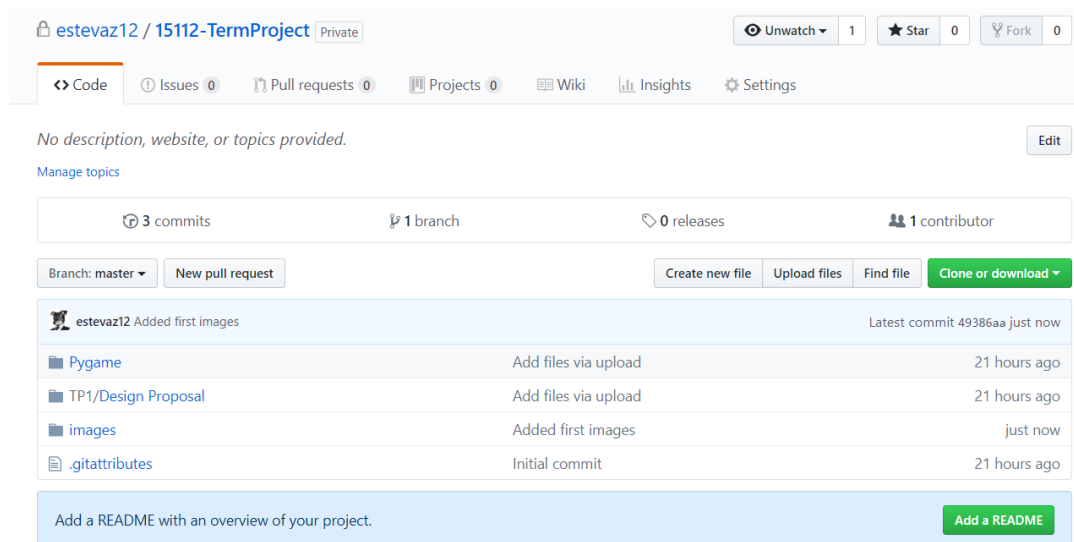 estevaz12 / 15112-TermProject Private Unwatch 1 Star 0 Fork 0
Code Issues 0 Pull requests 0 Projects 0 Wiki Insights Settings
No description, website, or topics provided. Edit
Manage topics
3 commits 1 branch 0 releases 1 contributor
Branch: master New pull request Create new file Upload files Find file Clone or download
estevaz12 Added first images Latest commit 49386aa just now
Pygame Add files via upload 21 hours ago
TP1/Design Proposal Add files via upload 21 hours ago
images Added first images just now
.gitattributes Initial commit 21 hours ago
Add a README with an overview of your project. Add a README